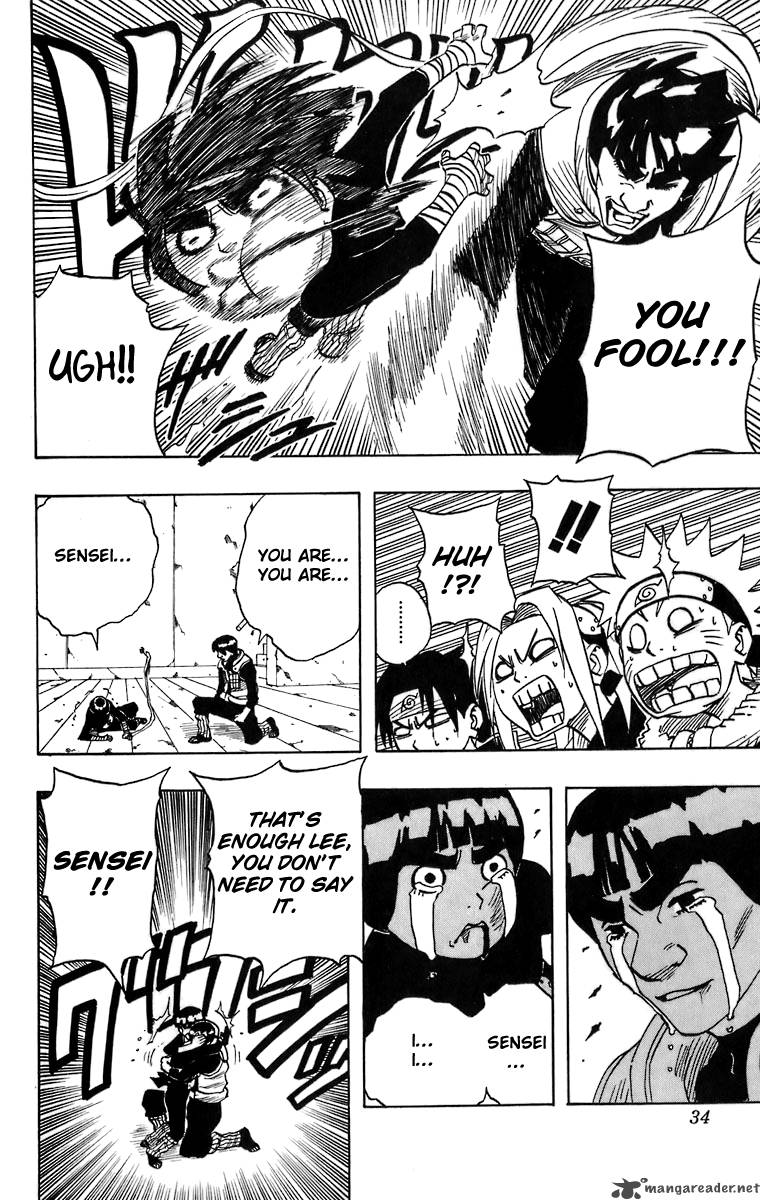 YOU
FOOL!!!
UGH!!
!!
HUH
!?!
.........
YOU ARE...
YOU ARE...
SENSEI...
SENSEI
...
I...
I...
THAT'S
ENOUGH LEE,
YOU DON'T
NEED TO SAY
IT.
SENSEI
!!
34
mangareader.net